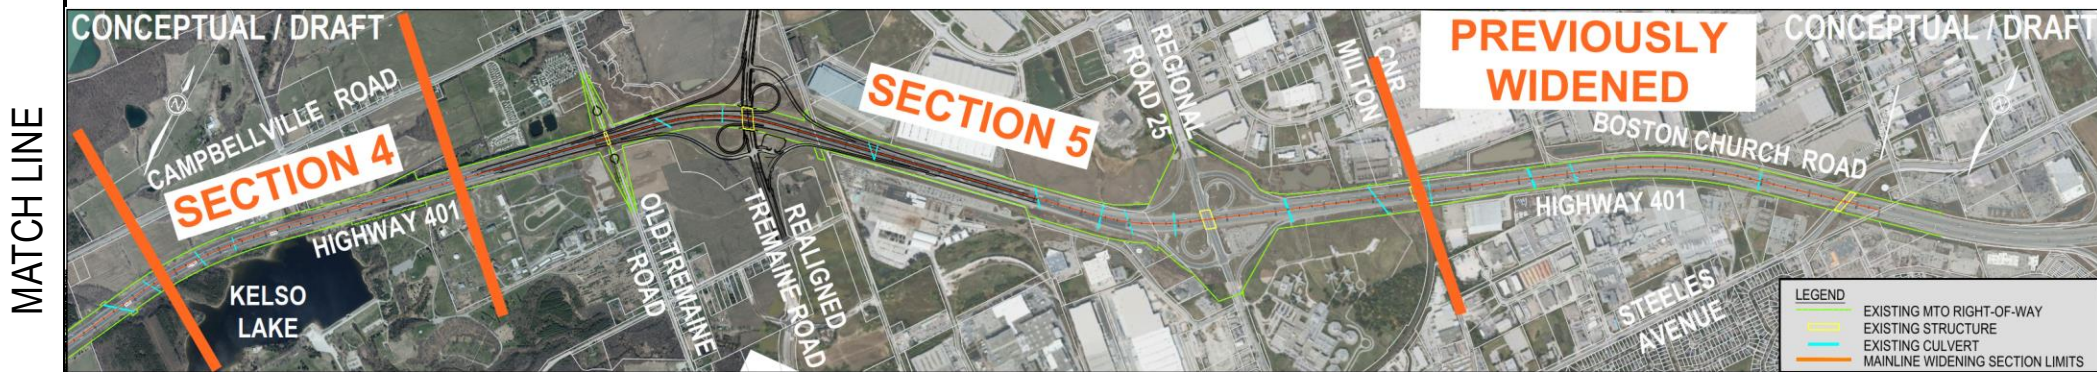 MATCH LINE
CONCEPTUAL / DRAFT
CAMPBELLVILLE ROAD
SECTION 4
HIGHWAY 401
KELSO
LAKE
OLD TREMAINE
ROAD
REALIGNED
TREMAINE ROAD
SECTION 5
REGIONAL
ROAD 25
CNR
MILTON
PREVIOUSLY
WIDENED
CONCEPTUAL / DRAFT
BOSTON CHURCH ROAD
HIGHWAY 401
STEELES
AVENUE
LEGEND
EXISTING MTO RIGHT-OF-WAY
EXISTING STRUCTURE
EXISTING CULVERT
MAINLINE WIDENING SECTION LIMITS